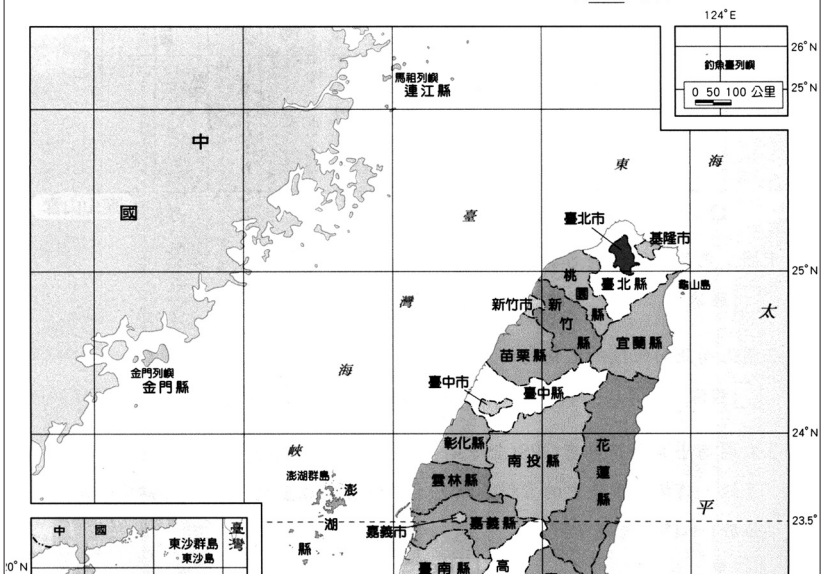 124°E
26°N
釣魚臺列嶼
25°N
0 50 100 公里
馬祖列嶼
連江縣
中
國
東
海
臺
灣
海
峽
臺北市
基隆市
25°N
桃
園
縣
臺北縣
龜山島
太
新竹市
新
竹
縣
宜蘭縣
苗栗縣
金門列嶼
金門縣
臺中市
臺中縣
24°N
彰化縣
南投縣
花
蓮
縣
雲林縣
澎湖群島
澎
湖
縣
平
嘉義市
嘉義縣
23.5°
中 國
臺
灣
東沙群島
東沙島
0°N
臺南縣
高